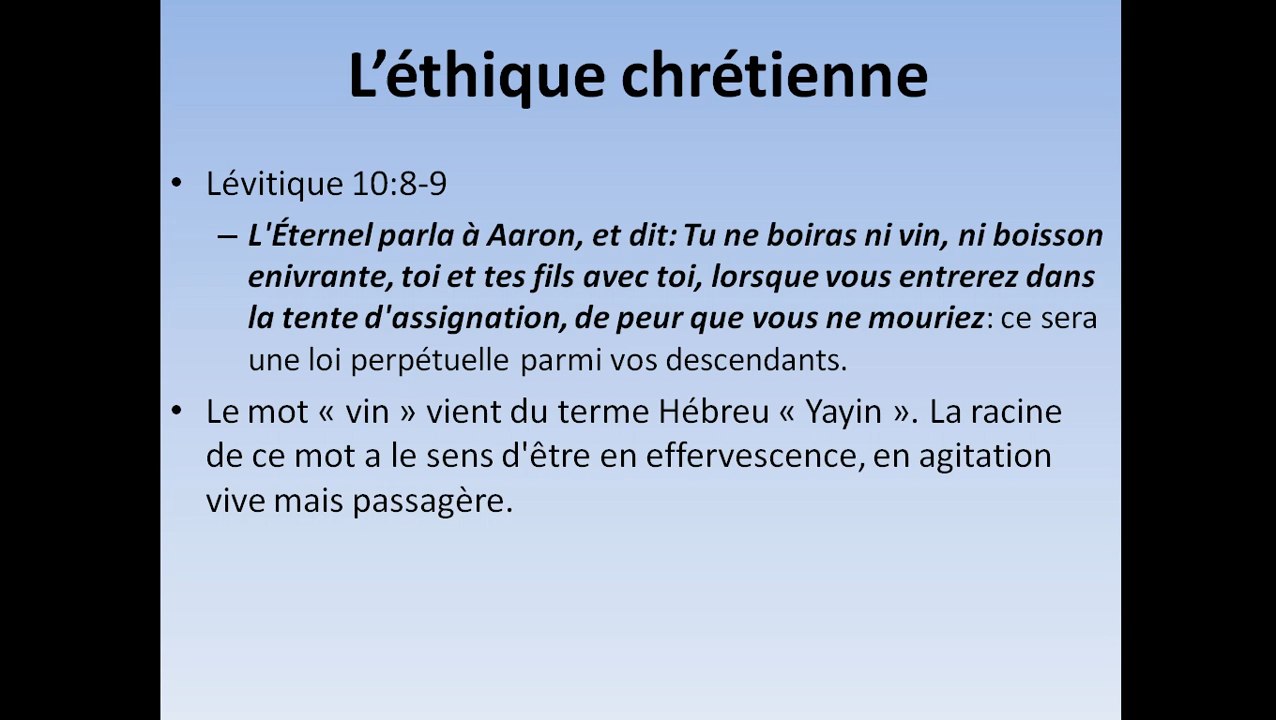 L’éthique chrétienne
• Lévitique 10:8-9
– L'Éternel parla à Aaron, et dit: Tu ne boiras ni vin, ni boisson
enivrante, toi et tes fils avec toi, lorsque vous entrerez dans
la tente d'assignation, de peur que vous ne mouriez: ce sera
une loi perpétuelle parmi vos descendants.
• Le mot « vin » vient du terme Hébreu « Yayin ». La racine
de ce mot a le sens d'être en effervescence, en agitation
vive mais passagère.